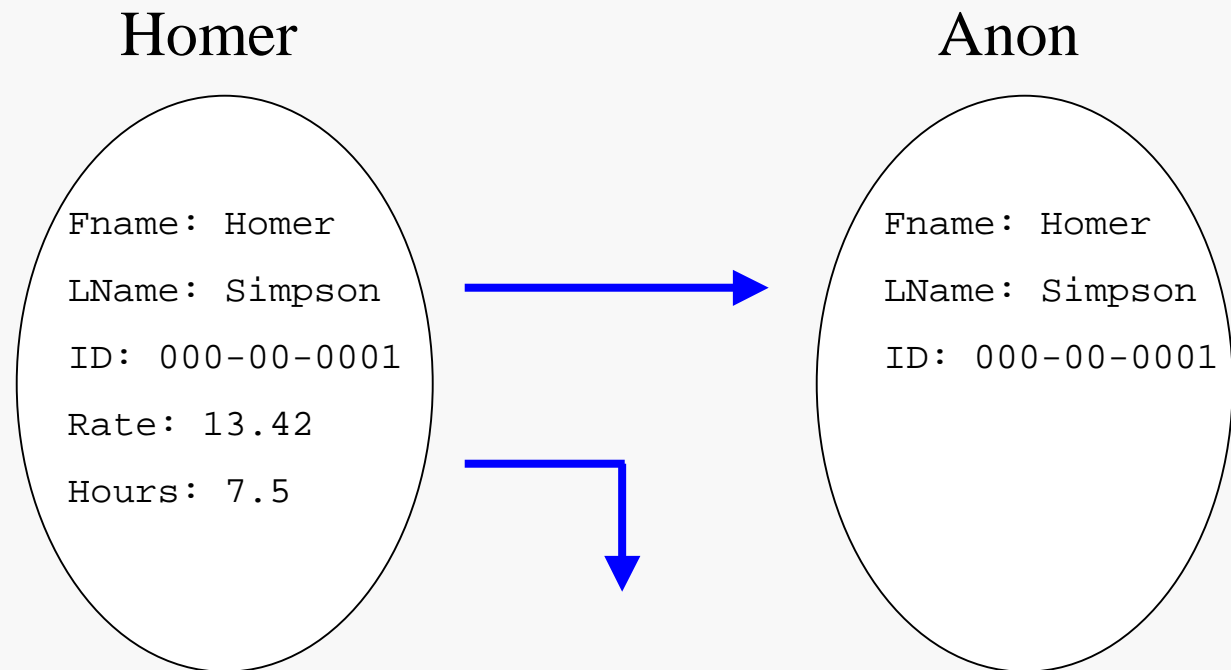 Homer
Fname: Homer
LName: Simpson
ID: 000-00-0001
Rate: 13.42
Hours: 7.5
Anon
Fname: Homer
LName: Simpson
ID: 000-00-0001